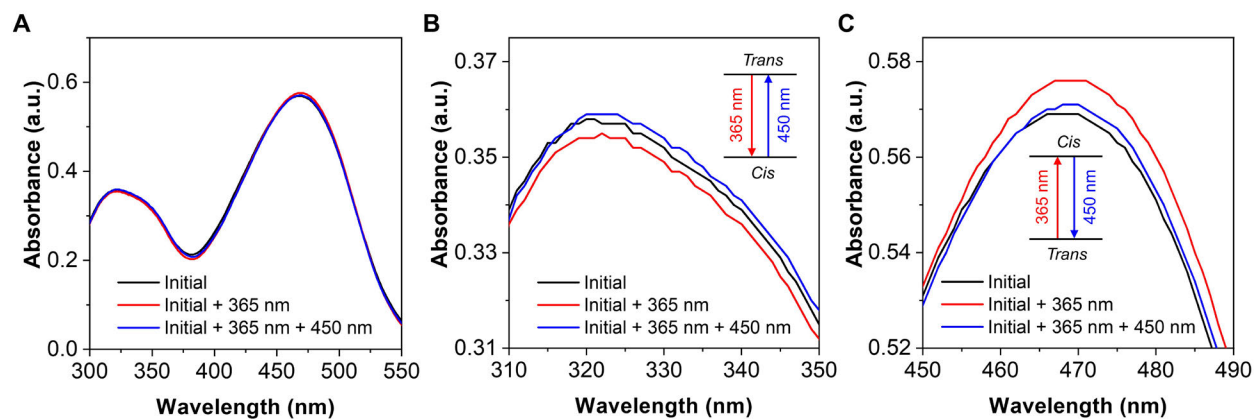 A
Absorbance (a.u.)
0.6
0.4
0.2
0.0
Initial
Initial + 365 nm
Initial + 365 nm + 450 nm
300 350 400 450 500 550
Wavelength (nm)
B
Absorbance (a.u.)
0.37
0.35
0.33
0.31
Trans
365 nm
450 nm
Cis
Initial
Initial + 365 nm
Initial + 365 nm + 450 nm
310 320 330 340 350
Wavelength (nm)
C
Absorbance (a.u.)
0.58
0.56
0.54
0.52
Cis
365 nm
450 nm
Trans
Initial
Initial + 365 nm
Initial + 365 nm + 450 nm
450 460 470 480 490
Wavelength (nm)